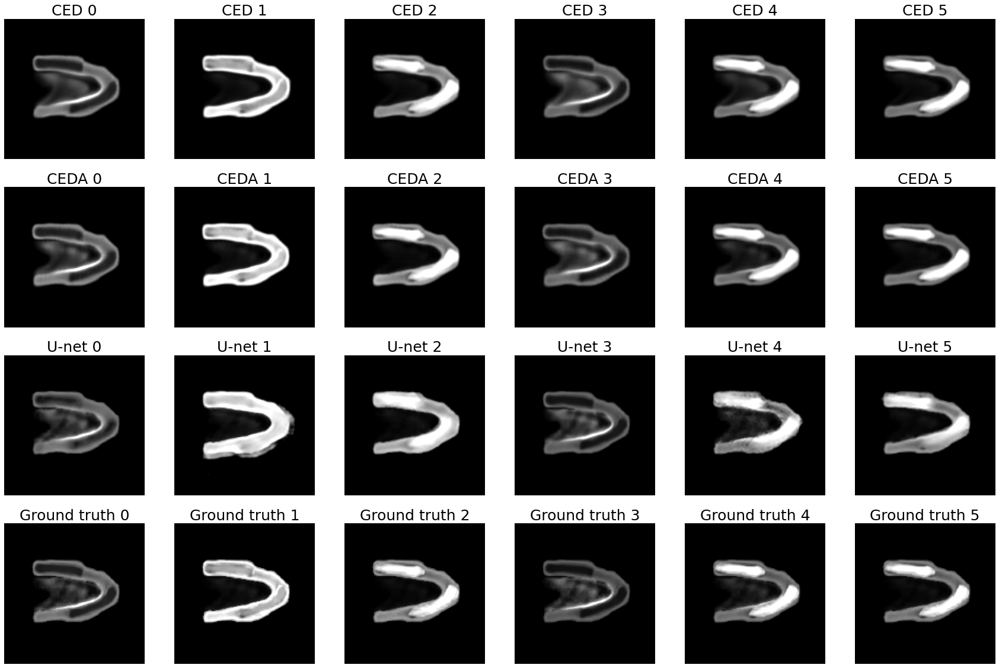 CED 0 CED 1 CED 2 CED 3 CED 4 CED 5
CEDA 0 CEDA 1 CEDA 2 CEDA 3 CEDA 4 CEDA 5
U-net 0 U-net 1 U-net 2 U-net 3 U-net 4 U-net 5
Ground truth 0 Ground truth 1 Ground truth 2 Ground truth 3 Ground truth 4 Ground truth 5